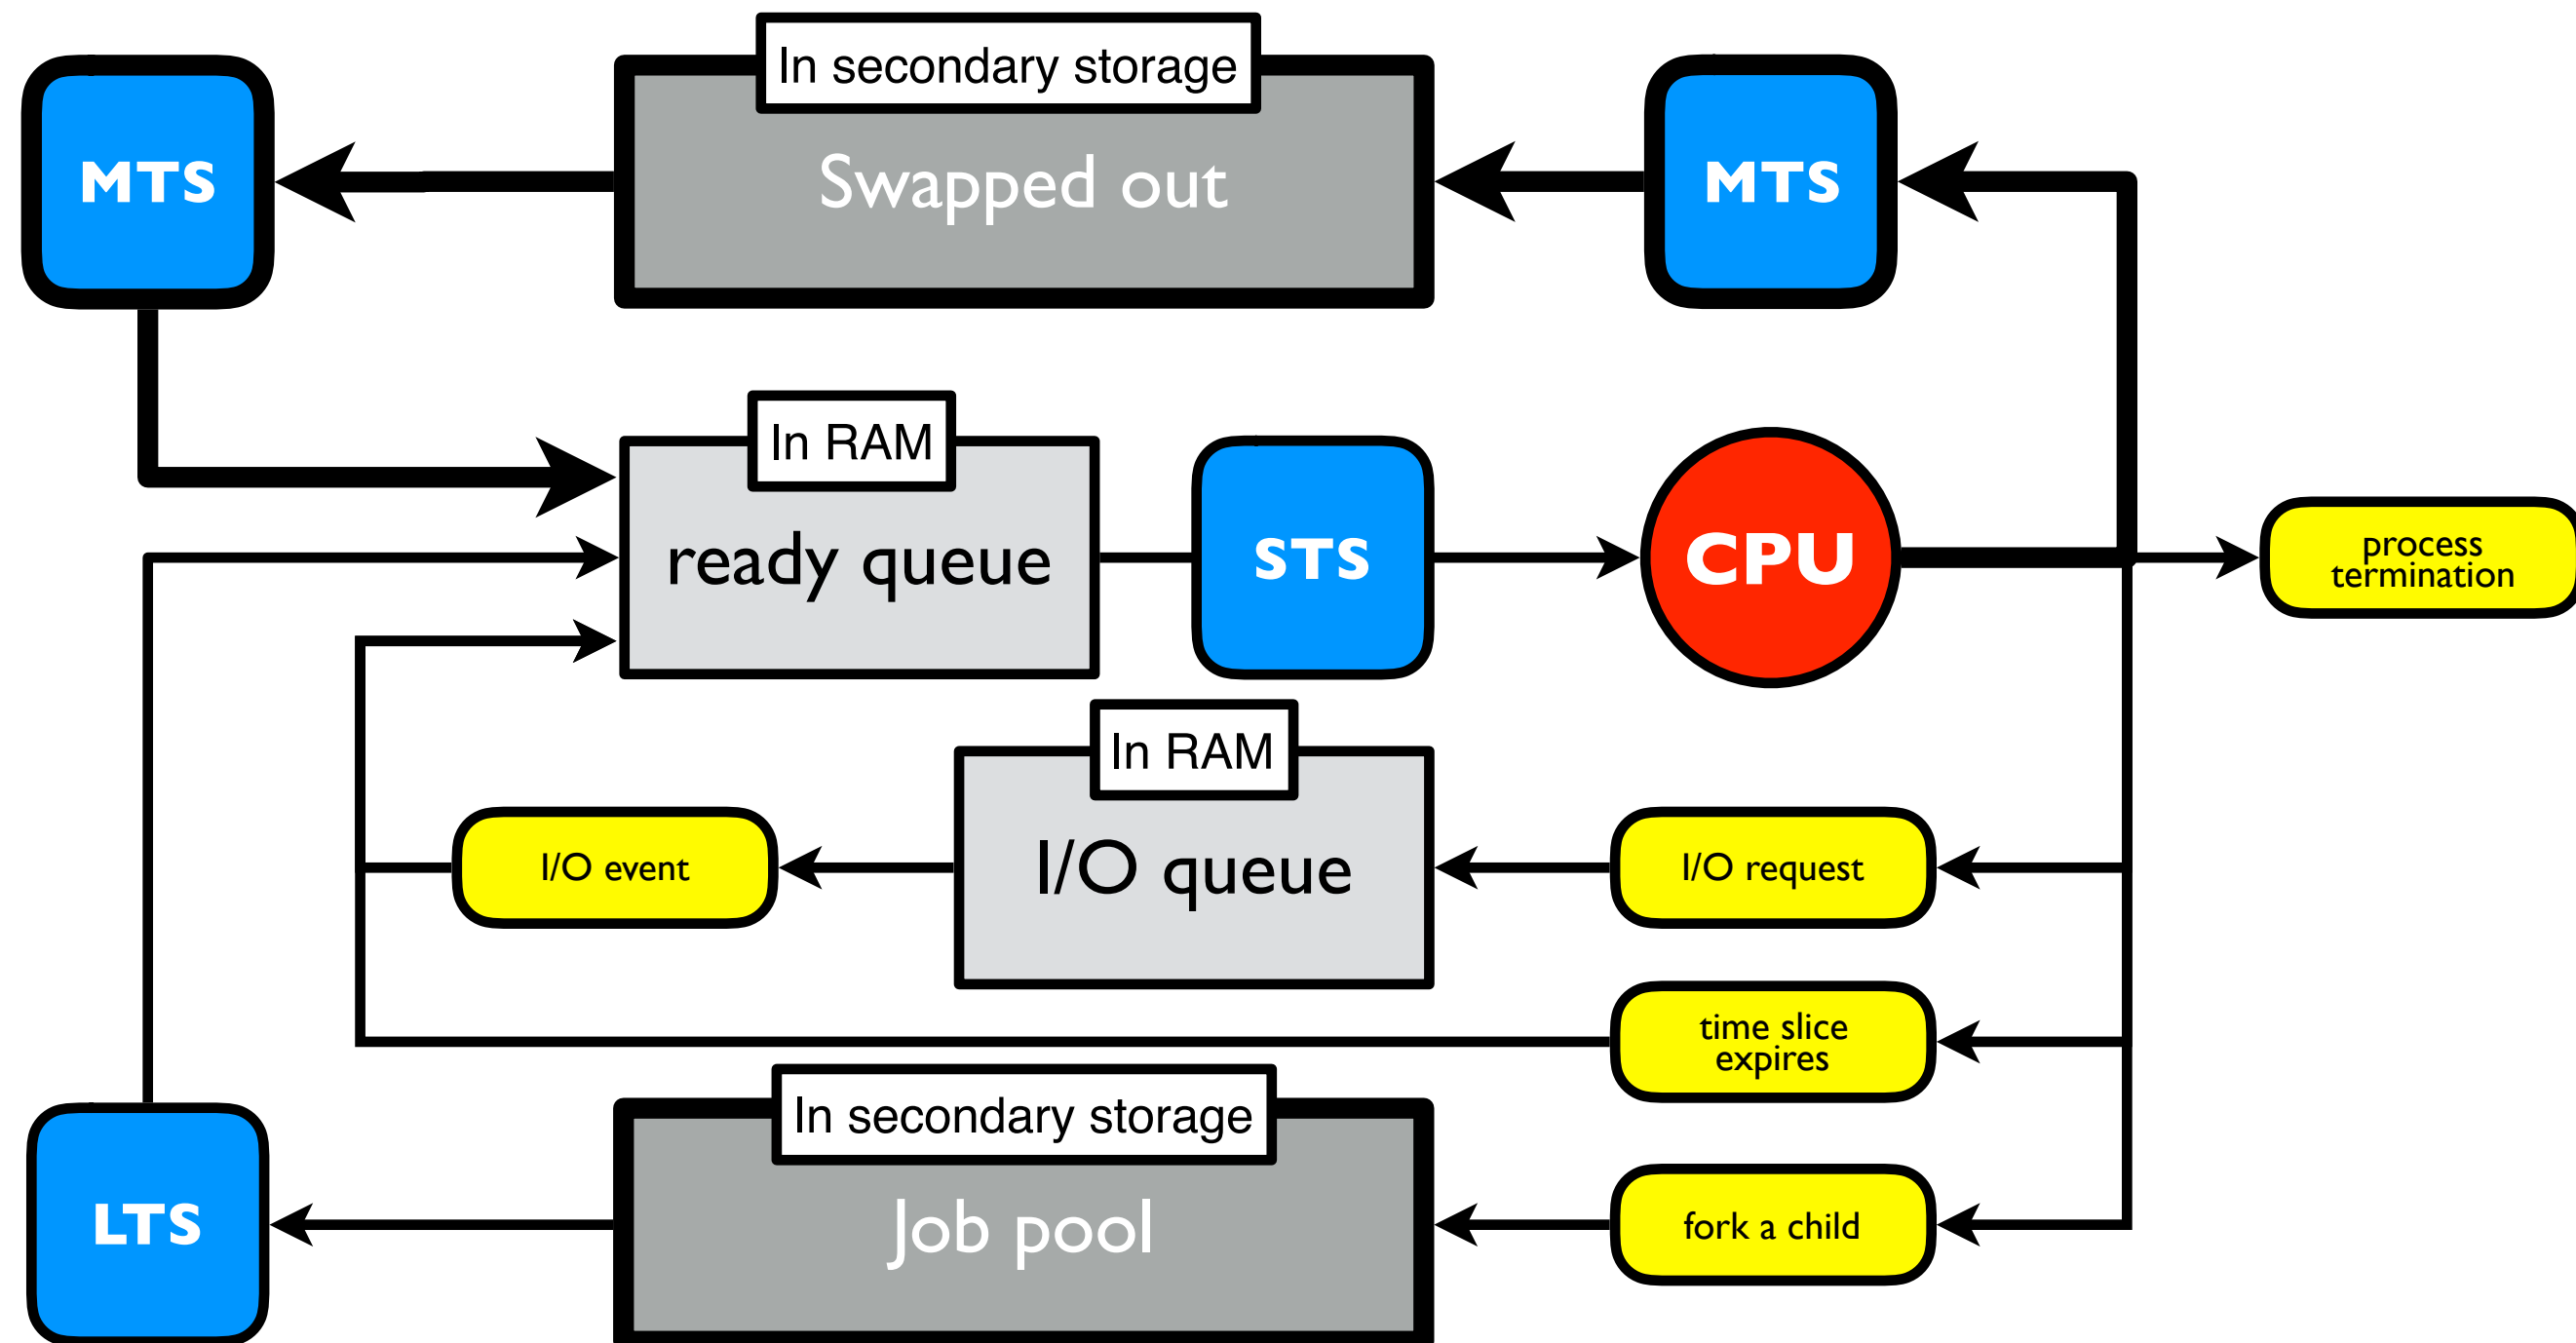 In secondary storage
MTS
Swapped out
MTS
In RAM
ready queue
STS
CPU
process
termination
In RAM
I/O event
I/O queue
I/O request
time slice
expires
In secondary storage
LTS
Job pool
fork a child